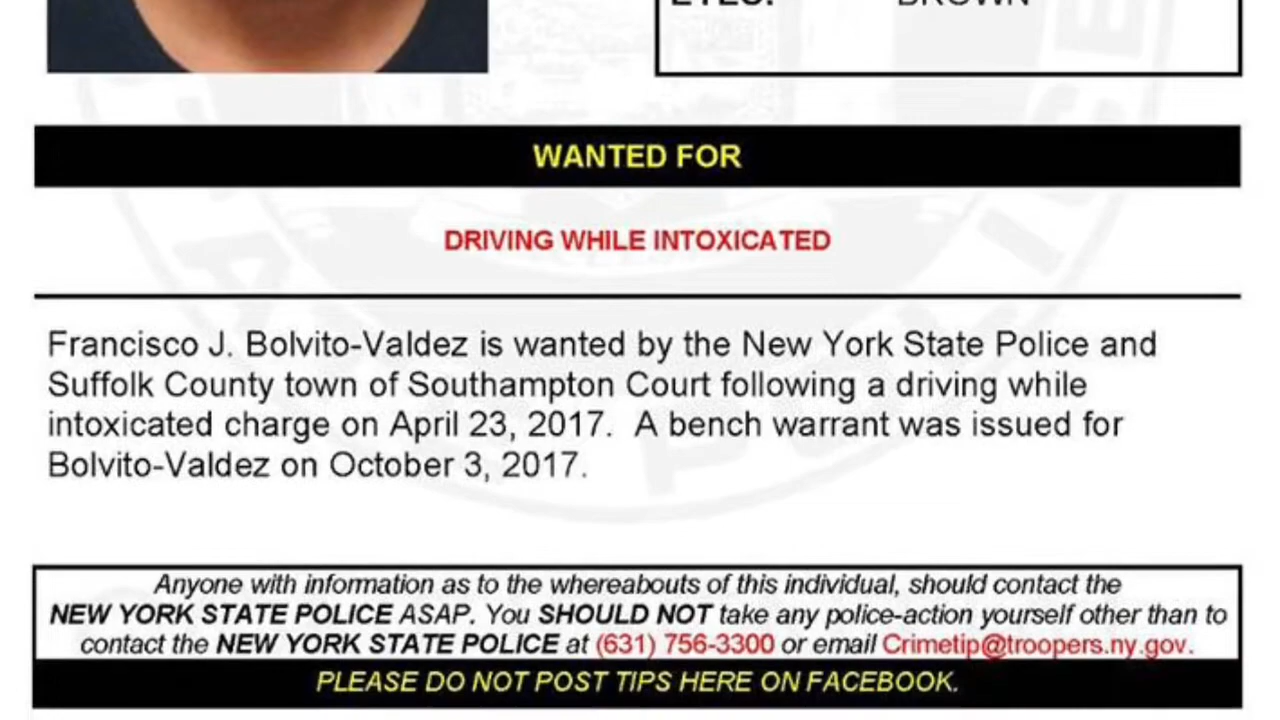 EYES: BROWN
WANTED FOR
DRIVING WHILE INTOXICATED
Francisco J. Bolvito-Valdez is wanted by the New York State Police and
Suffolk County town of Southampton Court following a driving while
intoxicated charge on April 23, 2017.  A bench warrant was issued for
Bolvito-Valdez on October 3, 2017.
Anyone with information as to the whereabouts of this individual, should contact the
NEW YORK STATE POLICE ASAP. You SHOULD NOT take any police-action yourself other than to
contact the NEW YORK STATE POLICE at (631) 756-3300 or email Crimetip@troopers.ny.gov.
PLEASE DO NOT POST TIPS HERE ON FACEBOOK.